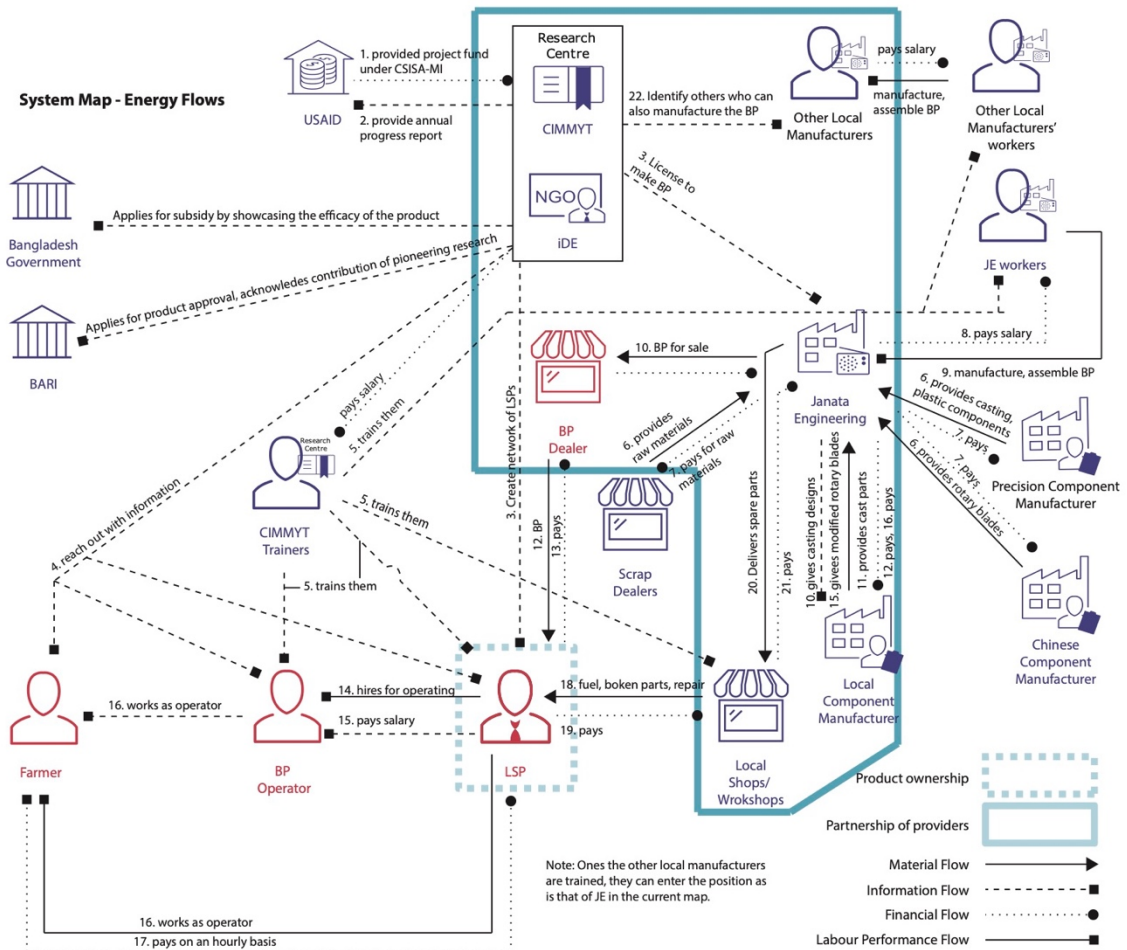 System Map - Energy Flows
1. provided project fund
under CSISA-MI
USAID
2. provide annual
progress report
Research
Centre
CIMMYT
NGO
iDE
22. Identify others who can
also manufacture the BP
Other Local
Manufacturers
pays salary
manufacture,
assemble BP
Other Local
Manufacturers'
workers
3. License to
make BP
JE workers
Bangladesh
Government
Applies for subsidy by showcasing the efficacy of the product
BARI
Applies for product approval, acknowledes contribution of pioneering research
8. pays salary
9. manufacture, assemble BP
10. BP for sale
BP
Dealer
Janata
Engineering
6. provides casting,
plastic components
7. pays
7. pays
6. provides rotary blades
Precision Component
Manufacturer
Chinese
Component
Manufacturer
pays salary
5. trains them
Research
Centre
CIMMYT
Trainers
3. Create network of LSPs
6. provides
raw materials
7. pays for raw
materials
Scrap
Dealers
4. reach out with information
5. trains them
5. trains them
12. BP
13. pays
20. Delivers spare parts
21. pays
10. gives casting designs
15. givees modified rotary blades
11. provides cast parts
12. pays, 16. pays
Local
Component
Manufacturer
14. hires for operating
15. pays salary
16. works as operator
18. fuel, boken parts, repair
19. pays
Farmer
BP
Operator
LSP
Local
Shops/
Wrokshops
Product ownership
Partnership of providers
Material Flow
Information Flow
Financial Flow
Labour Performance Flow
Note: Ones the other local manufacturers
are trained, they can enter the position as
is that of JE in the current map.
16. works as operator
17. pays on an hourly basis